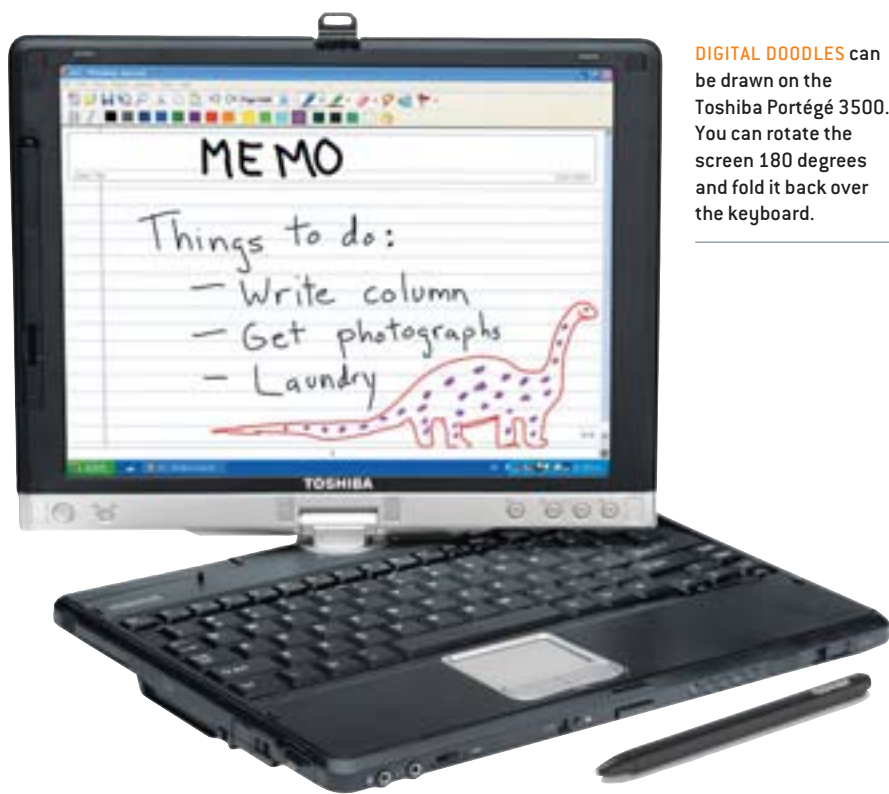 MEMO
Things to do:
– Write column
– Get photographs
– Laundry
TOSHIBA
DIGITAL DOODLES can
be drawn on the
Toshiba Portégé 3500.
You can rotate the
screen 180 degrees
and fold it back over
the keyboard.